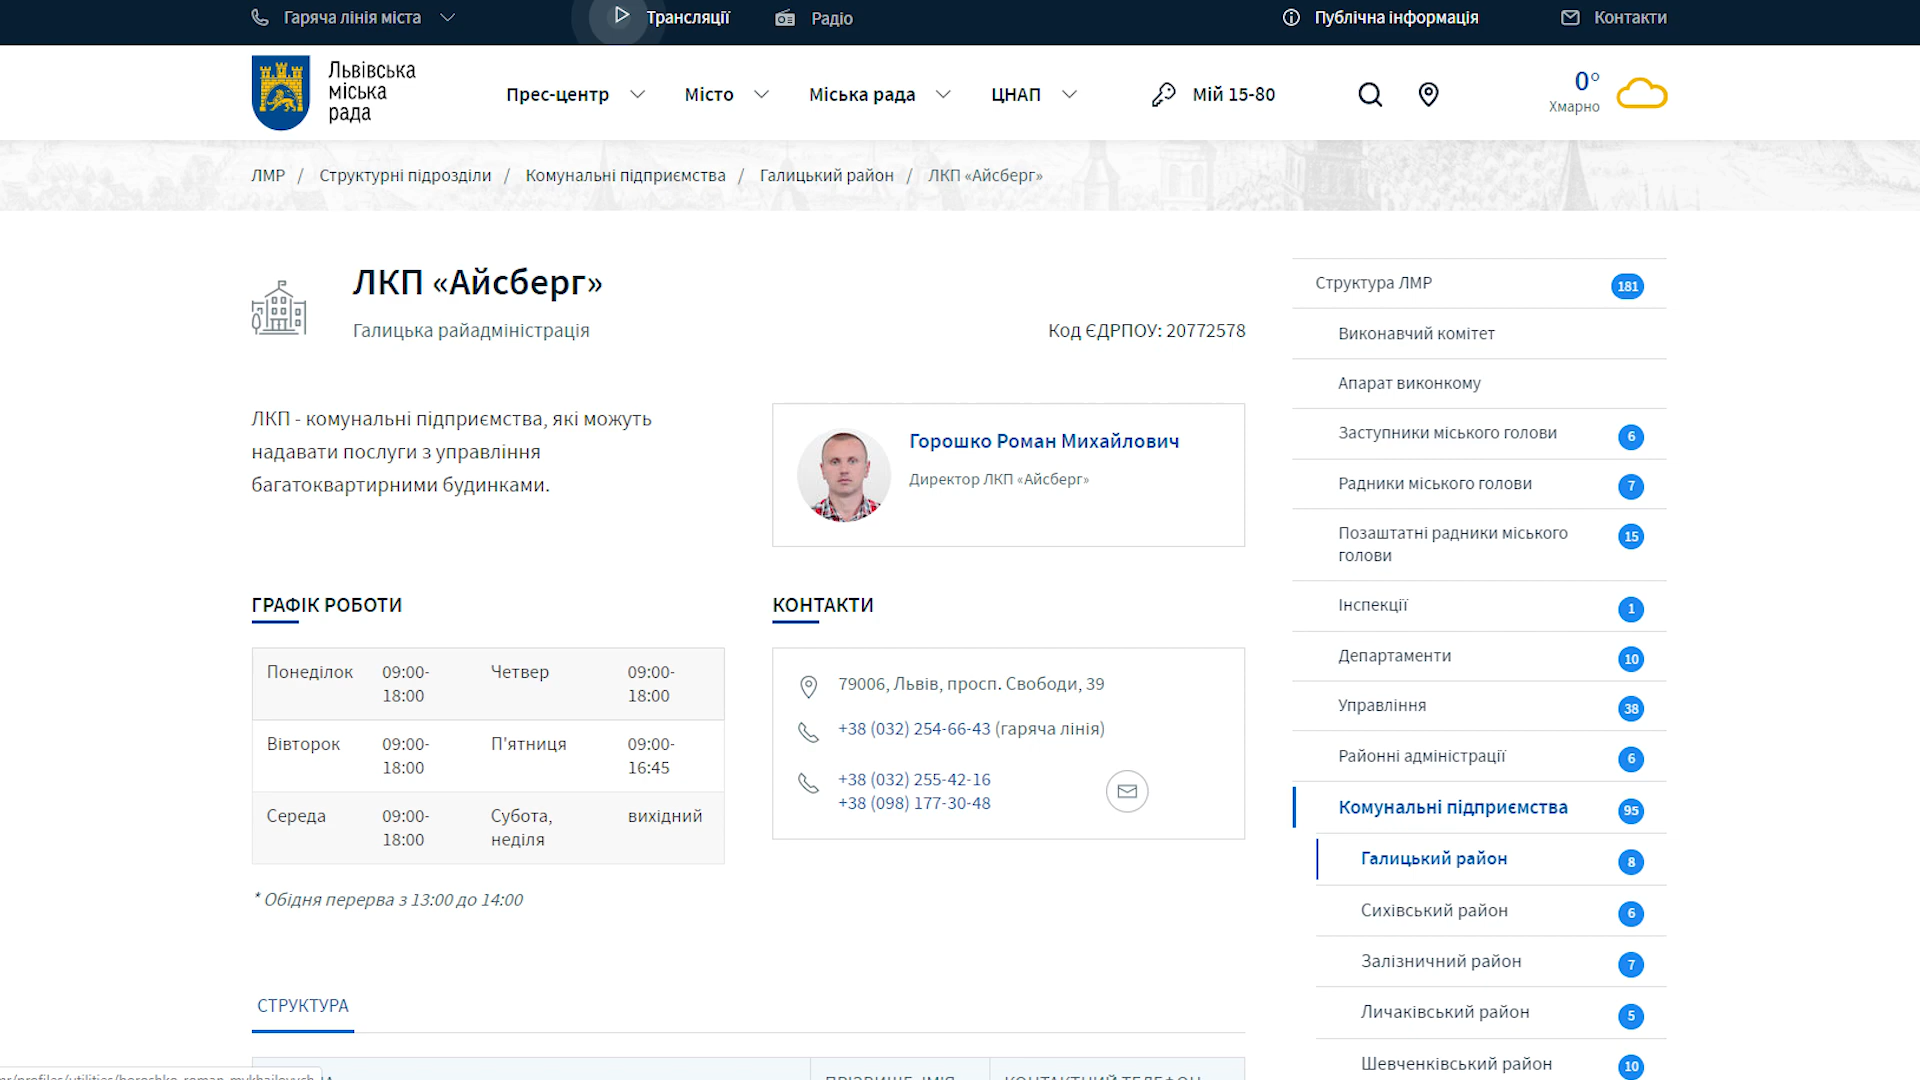 Гаряча лінія міста
Трансляції
Радіо
Публічна інформація
Контакти
Львівська
міська
рада
Прес-центр
Місто
Міська рада
ЦНАП
Мій 15-80
0°
Хмарно
ЛМР / Структурні підрозділи / Комунальні підприємства / Галицький район / ЛКП «Айсберг»
ЛКП «Айсберг»
Галицька райадміністрація
Код ЄДРПОУ: 20772578
ЛКП - комунальні підприємства, які можуть
надавати послуги з управління
багатоквартирними будинками.
Горошко Роман Михайлович
Директор ЛКП «Айсберг»
ГРАФІК РОБОТИ
Понеділок 09:00-18:00 Четвер 09:00-18:00
Вівторок 09:00-18:00 П'ятниця 09:00-16:45
Середа 09:00-18:00 Субота, неділя вихідний
* Обідня перерва з 13:00 до 14:00
КОНТАКТИ
79006, Львів, просп. Свободи, 39
+38 (032) 254-66-43 (гаряча лінія)
+38 (032) 255-42-16
+38 (098) 177-30-48
СТРУКТУРА
ПРІЗВИЩЕ, ІМ'Я
КОНТАКТНИЙ ТЕЛЕФОН
Структура ЛМР 181
Виконавчий комітет
Апарат виконкому
Заступники міського голови 6
Радники міського голови 7
Позаштатні радники міського
голови 15
Інспекції 1
Департаменти 10
Управління 38
Районні адміністрації 6
Комунальні підприємства 95
Галицький район 8
Сихівський район 6
Залізничний район 7
Личаківський район 5
Шевченківський район 10